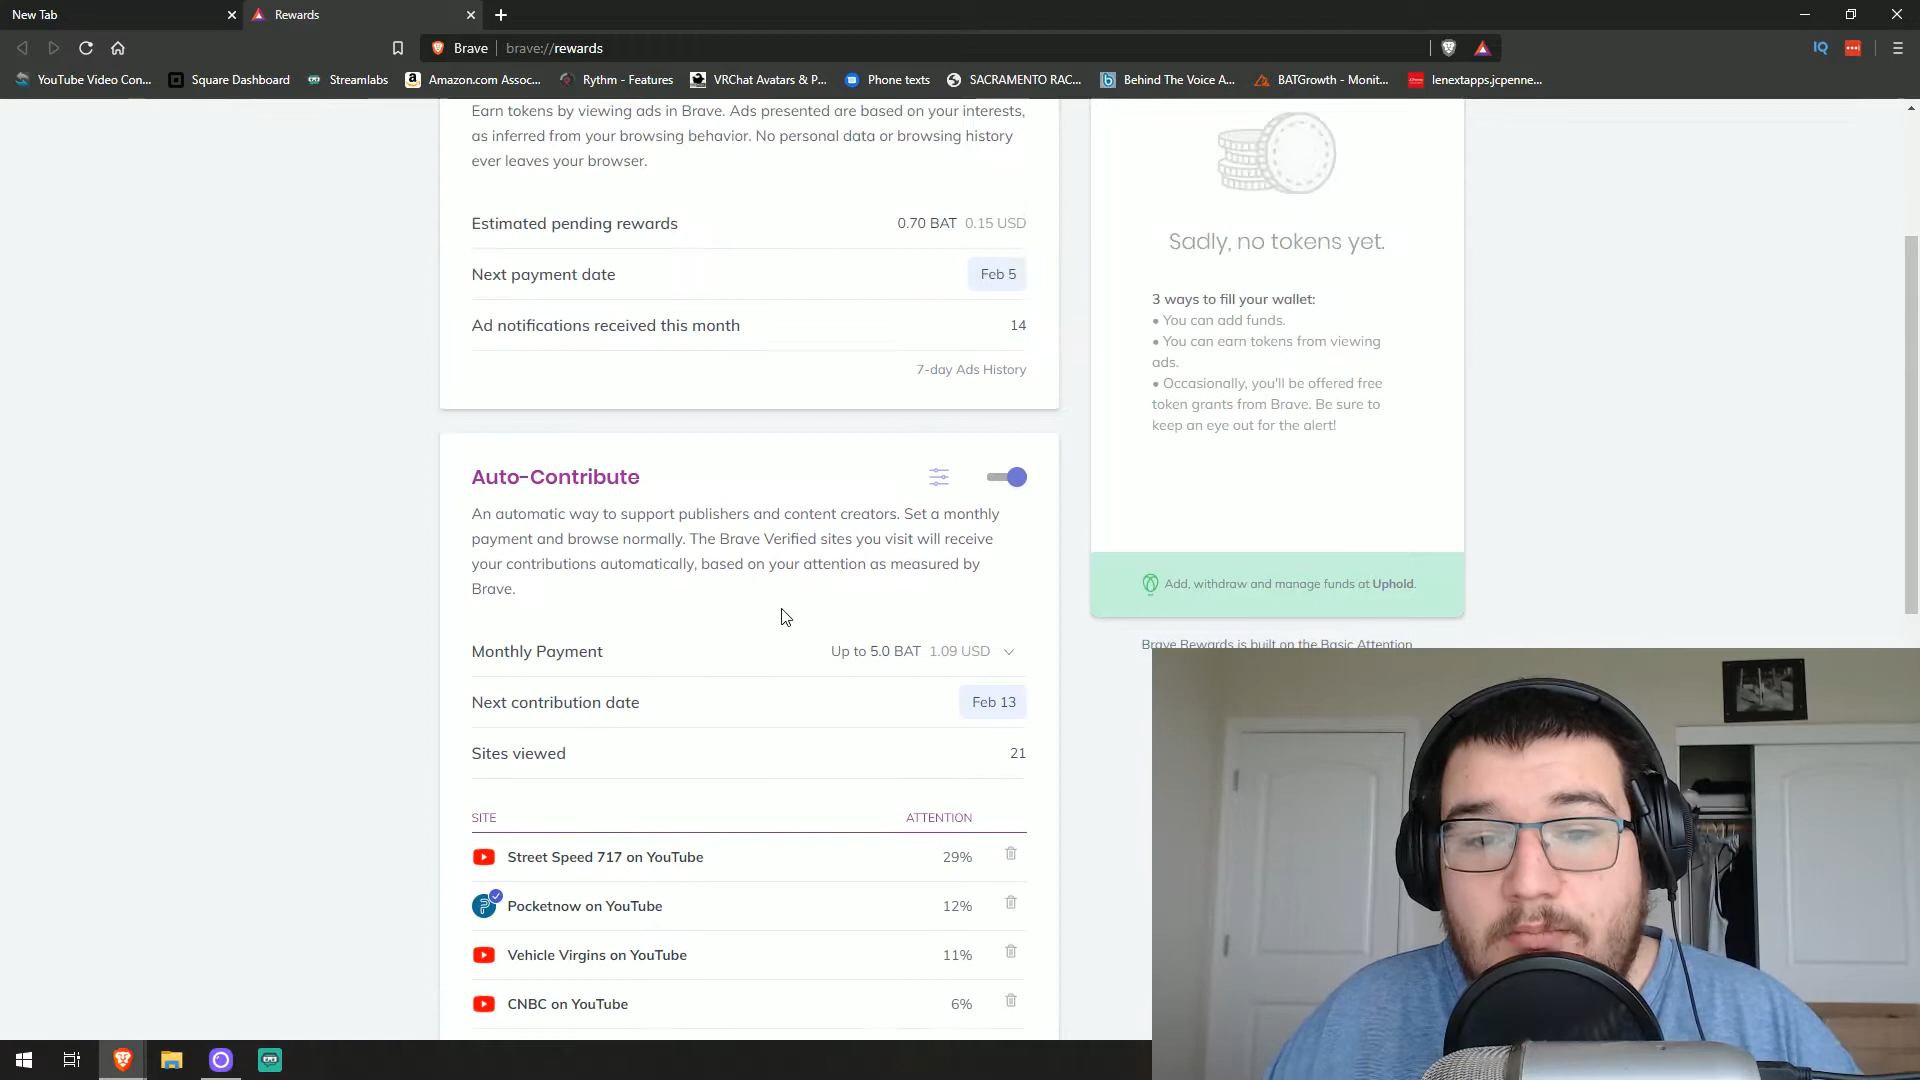 New Tab
Rewards
Brave
brave://rewards
YouTube Video Con...
Square Dashboard
Streamlabs
Amazon.com Assoc...
Rythm - Features
VRChat Avatars & P...
Phone texts
SACRAMENTO RAC...
Behind The Voice A...
BATGrowth - Monit...
lenextapps.jcpenne...
Earn tokens by viewing ads in Brave. Ads presented are based on your interests,
as inferred from your browsing behavior. No personal data or browsing history
ever leaves your browser.
Estimated pending rewards 0.70 BAT 0.15 USD
Next payment date Feb 5
Ad notifications received this month 14
7-day Ads History
Auto-Contribute
An automatic way to support publishers and content creators. Set a monthly
payment and browse normally. The Brave Verified sites you visit will receive
your contributions automatically, based on your attention as measured by
Brave.
Monthly Payment Up to 5.0 BAT 1.09 USD
Next contribution date Feb 13
Sites viewed 21
SITE ATTENTION
Street Speed 717 on YouTube 29%
Pocketnow on YouTube 12%
Vehicle Virgins on YouTube 11%
CNBC on YouTube 6%
Sadly, no tokens yet.
3 ways to fill your wallet:
• You can add funds.
• You can earn tokens from viewing
ads.
• Occasionally, you'll be offered free
token grants from Brave. Be sure to
keep an eye out for the alert!
Add, withdraw and manage funds at Uphold.
Brave Rewards is built on the Basic Attention